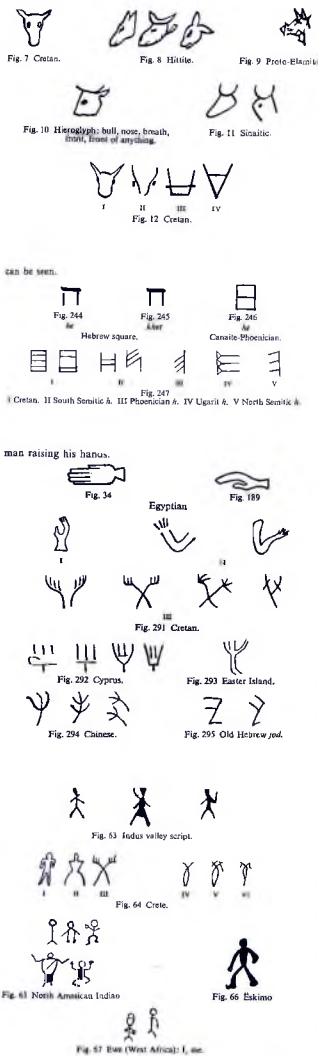 Fig. 7 Cretan. Fig. 8 Hittite. Fig. 9 Proto-Elamite
Fig. 10 Hieroglyph: bull, nose, breath,
front, front of anything.
Fig. 11 Sinaitic.
I II III IV
Fig. 12 Cretan.
can be seen.
Fig. 244 Fig. 245 Fig. 246
he khet he
Hebrew square. Canaite-Phoenician.
I II III IV V
Fig. 247
I Cretan. II South Semitic h. III Phoenician h. IV Ugarit h. V North Semitic h.
man raising his hands.
Fig. 34 Fig. 189
Egyptian
I II
III
Fig. 291 Cretan.
Fig. 292 Cyprus. Fig. 293 Easter Island.
Fig. 294 Chinese. Fig. 295 Old Hebrew jod.
Fig. 63 Indus valley script.
I II III IV V VI
Fig. 64 Crete.
Fig. 65 North American Indian Fig. 66 Eskimo
Fig. 67 Ewe (West Africa): I, me.